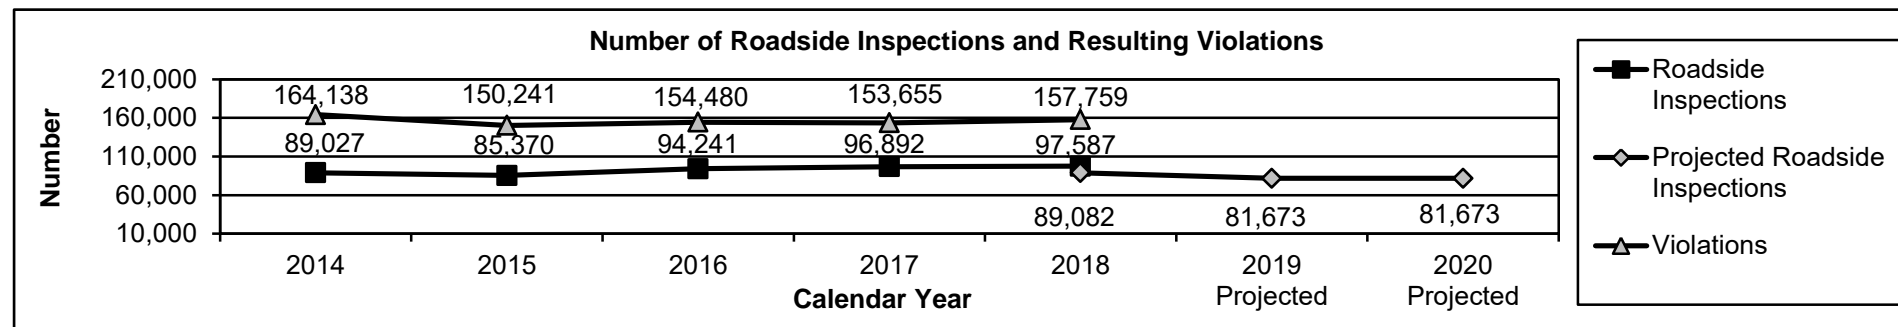 Number of Roadside Inspections and Resulting Violations
Number
210,000
160,000
110,000
60,000
10,000
164,138
150,241
154,480
153,655
157,759
89,027
85,370
94,241
96,892
97,587
89,082
81,673
81,673
2014
2015
2016
2017
2018
2019
Projected
2020
Projected
Calendar Year
Roadside
Inspections
Projected Roadside
Inspections
Violations